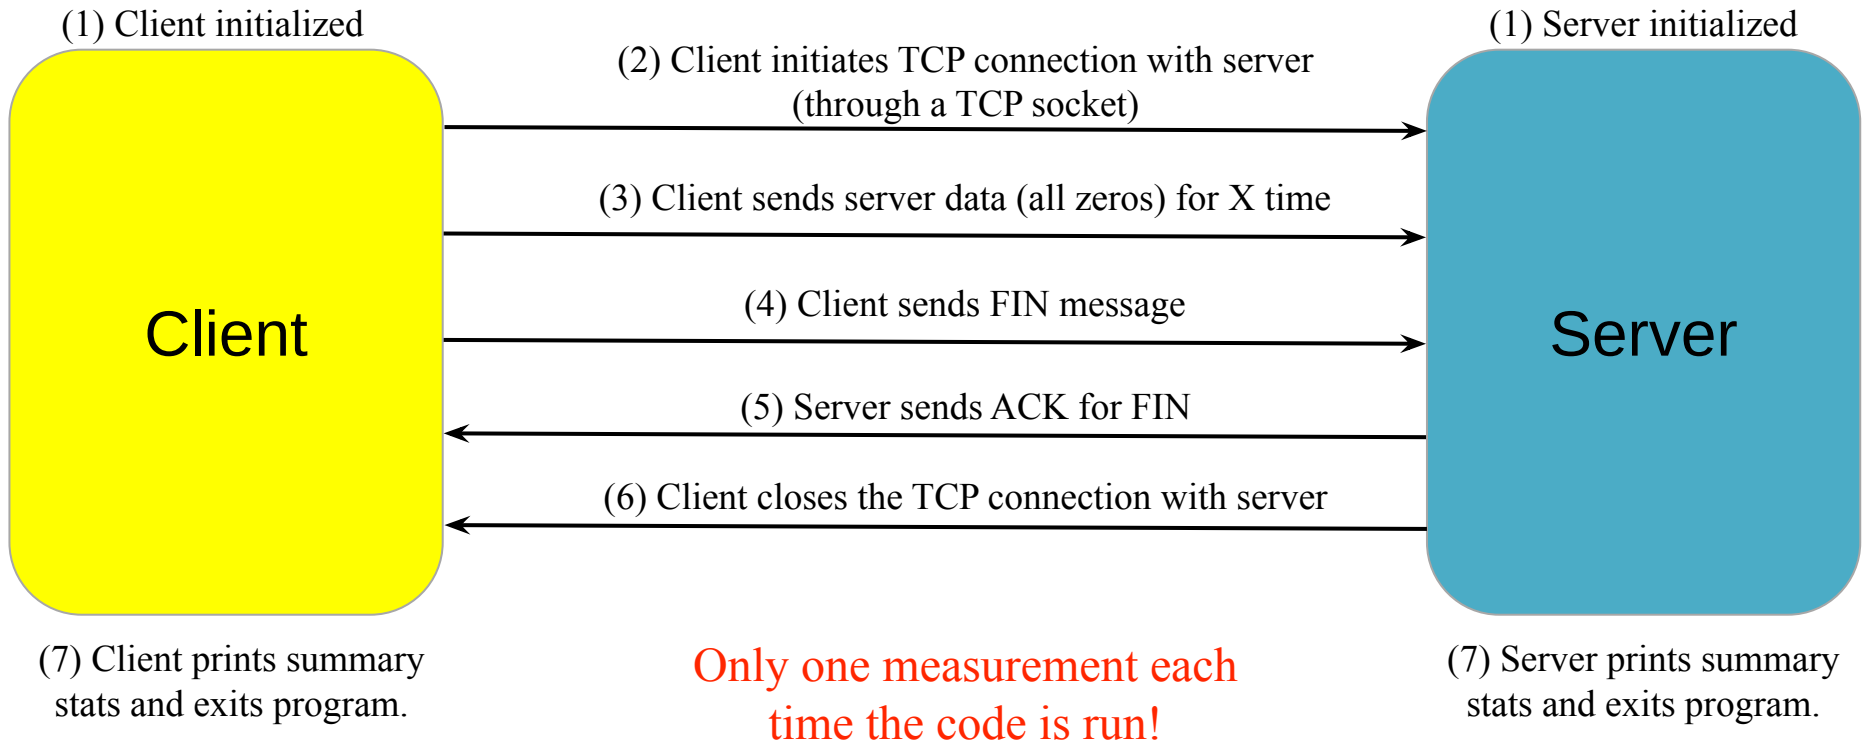 (1) Client initialized
(1) Server initialized
(2) Client initiates TCP connection with server
(through a TCP socket)
(3) Client sends server data (all zeros) for X time
(4) Client sends FIN message
Client
Server
(5) Server sends ACK for FIN
(6) Client closes the TCP connection with server
(7) Client prints summary
stats and exits program.
Only one measurement each
time the code is run!
(7) Server prints summary
stats and exits program.